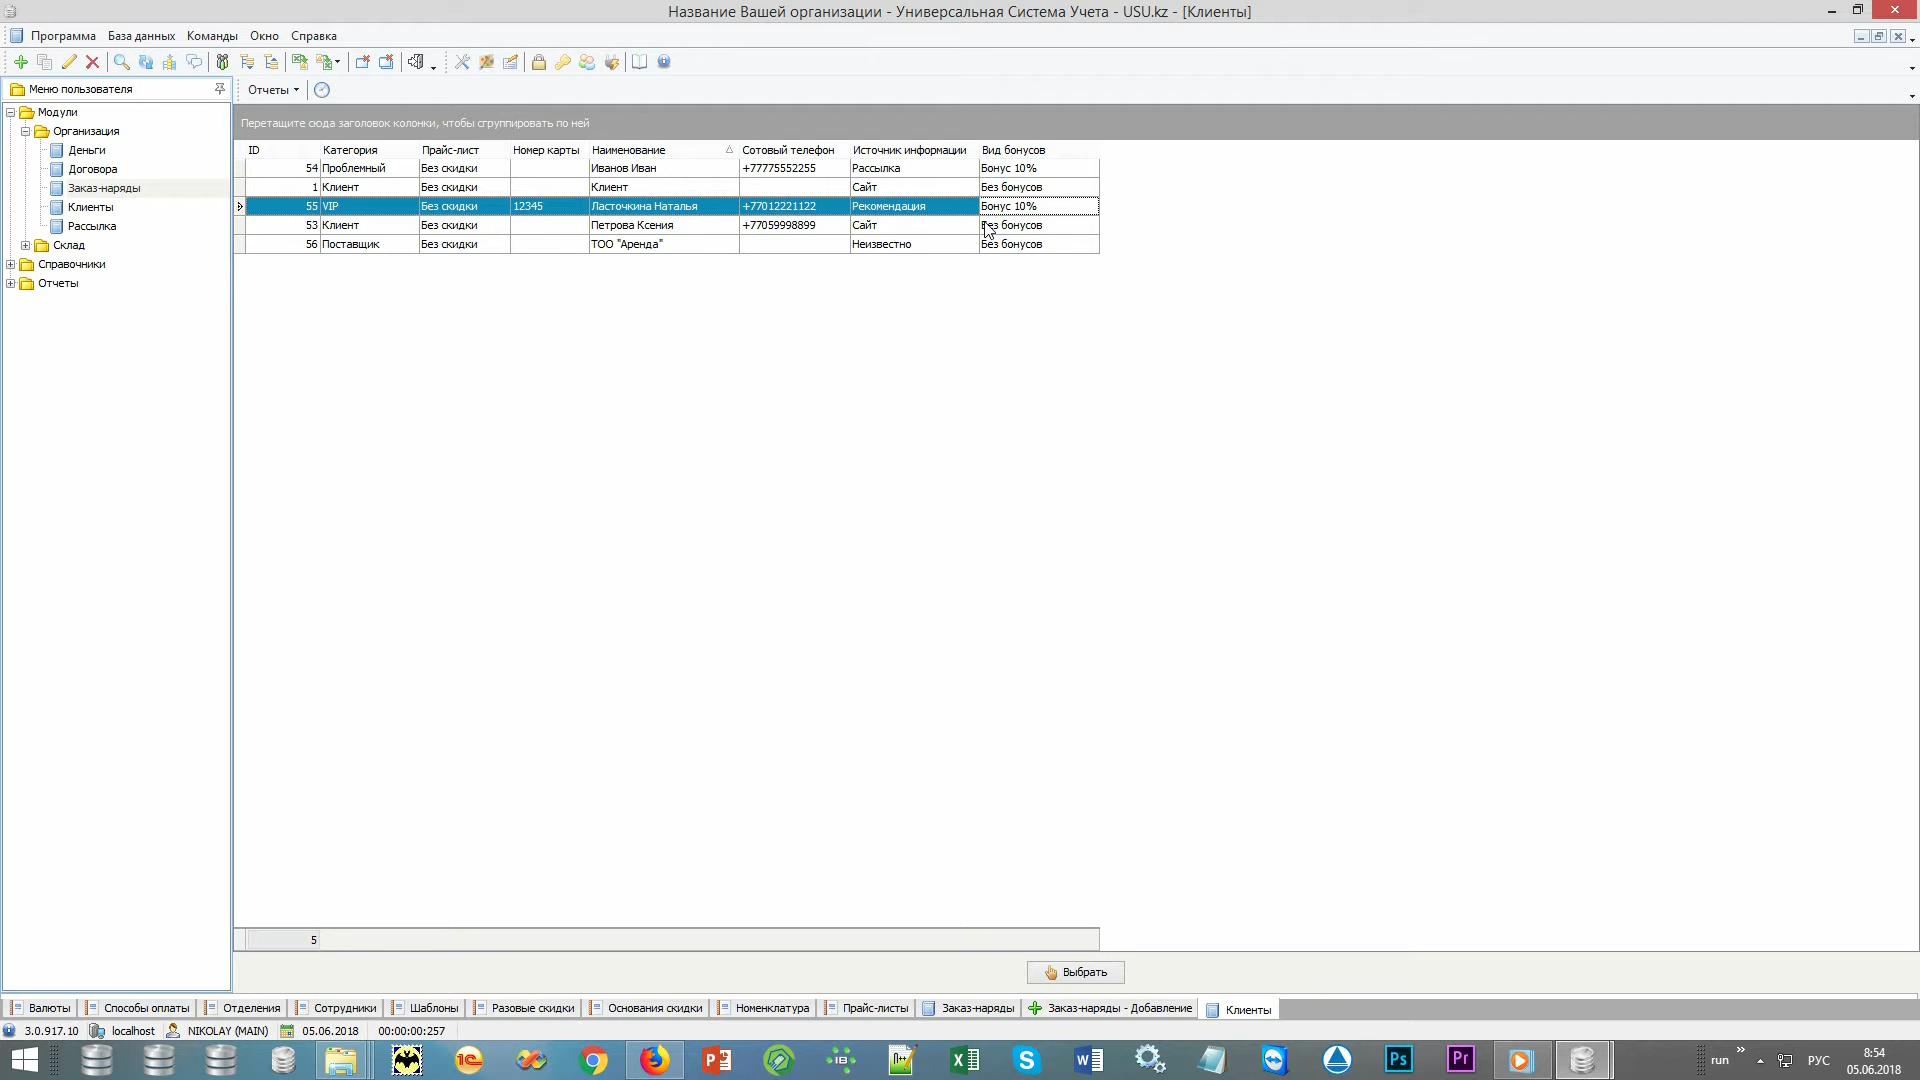 Название Вашей организации - Универсальная Система Учета - USU.kz - [Клиенты]
Программа База данных Команды Окно Справка
Меню пользователя
Отчеты
Модули
Организация
Деньги
Договора
Заказ-наряды
Клиенты
Рассылка
Склад
Справочники
Отчеты
Перетащите сюда заголовок колонки, чтобы сгруппировать по ней
ID Категория Прайс-лист Номер карты Наименование Сотовый телефон Источник информации Вид бонусов
54 Проблемный Без скидки Иванов Иван +77775552255 Рассылка Бонус 10%
1 Клиент Без скидки Клиент Сайт Без бонусов
55 VIP Без скидки 12345 Ласточкина Наталья +77012221122 Рекомендация Бонус 10%
53 Клиент Без скидки Петрова Ксения +77059998899 Сайт Без бонусов
56 Поставщик Без скидки ТОО "Аренда" Неизвестно Без бонусов
5
Выбрать
Валюты Способы оплаты Отделения Сотрудники Шаблоны Разовые скидки Основания скидки Номенклатура Прайс-листы Заказ-наряды Заказ-наряды - Добавление Клиенты
3.0.917.10 localhost NIKOLAY (MAIN) 05.06.2018 00:00:00:257
run РУС 8:54
05.06.2018